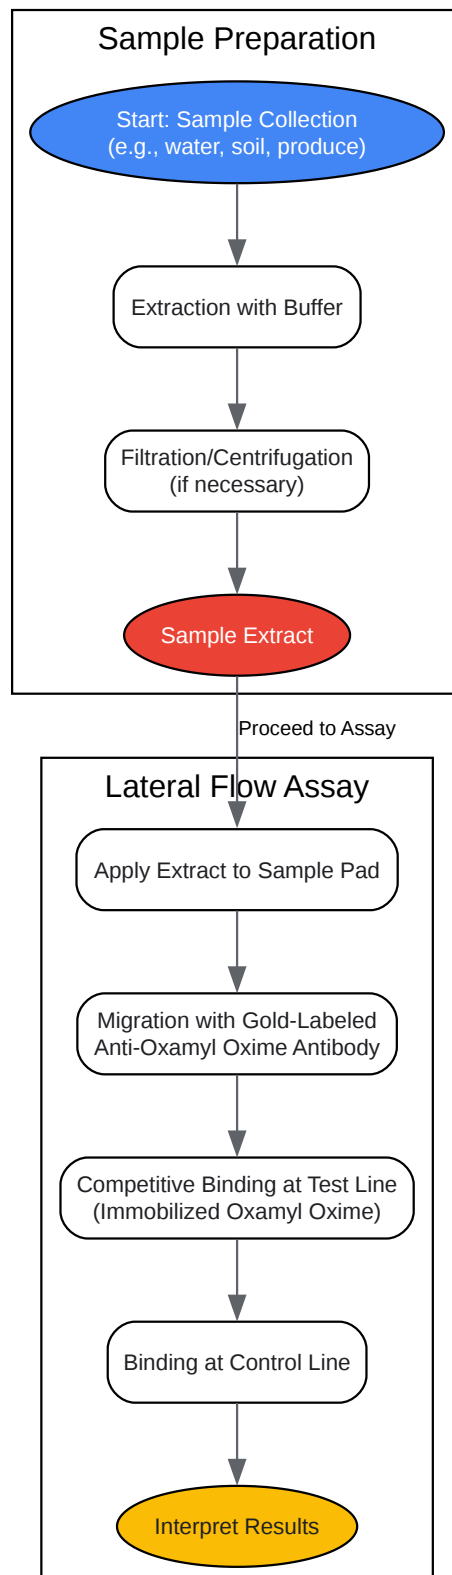 Sample Preparation
Start: Sample Collection
(e.g., water, soil, produce)
Extraction with Buffer
Filtration/Centrifugation
(if necessary)
Sample Extract
Proceed to Assay
Lateral Flow Assay
Apply Extract to Sample Pad
Migration with Gold-Labeled
Anti-Oxamyl Oxime Antibody
Competitive Binding at Test Line
(Immobilized Oxamyl Oxime)
Binding at Control Line
Interpret Results